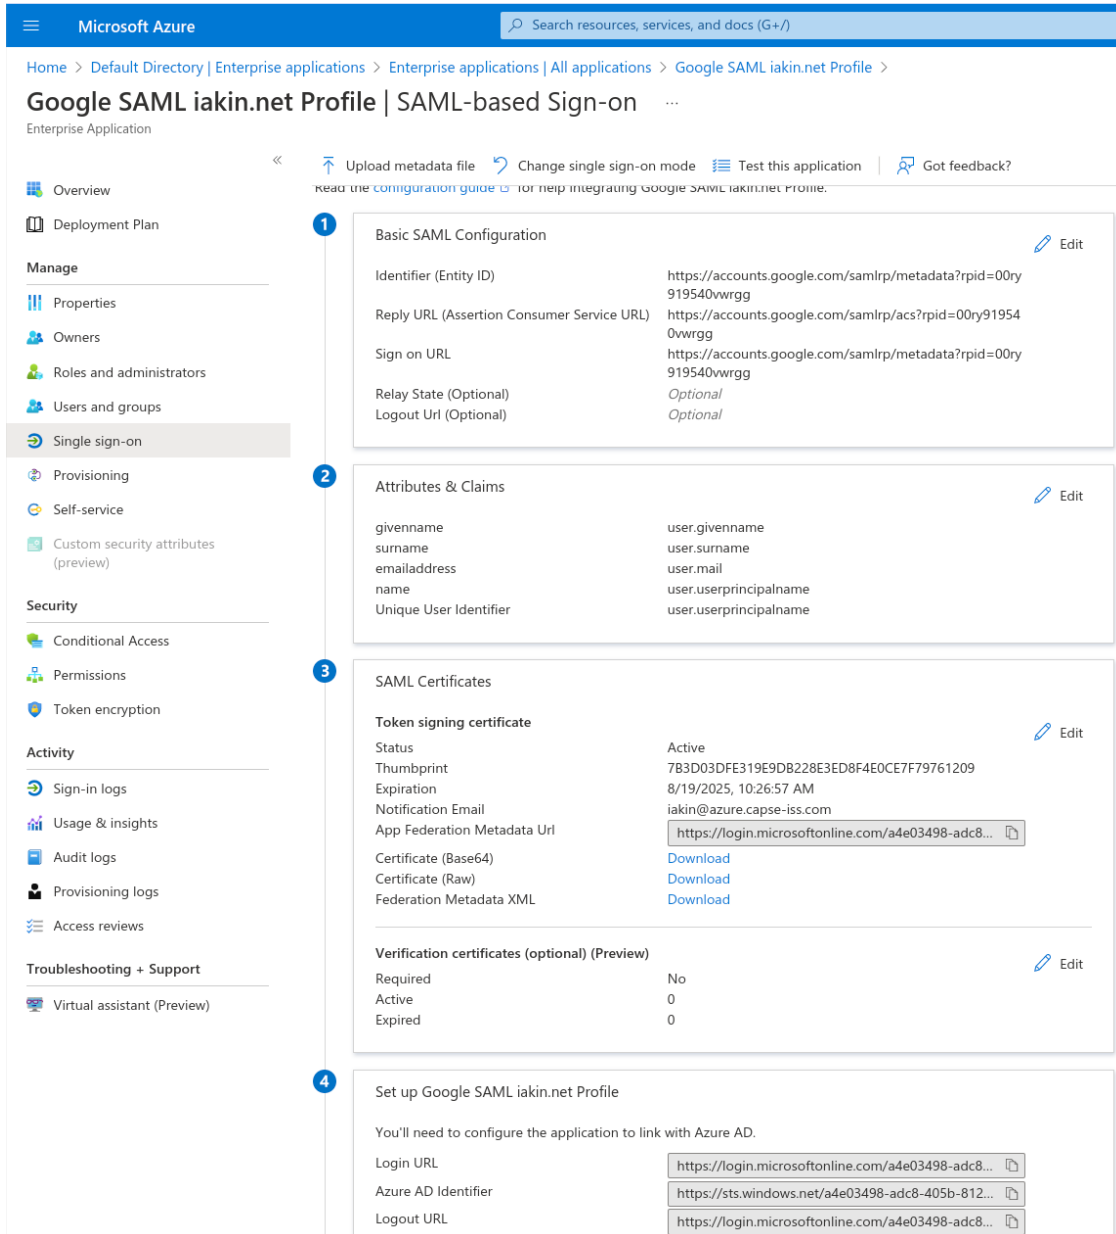 Microsoft Azure
Search resources, services, and docs (G+/)
Home > Default Directory | Enterprise applications > Enterprise applications | All applications > Google SAML iakin.net Profile >
Google SAML iakin.net Profile | SAML-based Sign-on ...
Enterprise Application
«
Upload metadata file
Change single sign-on mode
Test this application
Got feedback?
Overview
Deployment Plan
Manage
Properties
Owners
Roles and administrators
Users and groups
Single sign-on
Provisioning
Self-service
Custom security attributes
(preview)
Security
Conditional Access
Permissions
Token encryption
Activity
Sign-in logs
Usage & insights
Audit logs
Provisioning logs
Access reviews
Troubleshooting + Support
Virtual assistant (Preview)
Read the configuration guide for help integrating Google SAML iakin.net Profile.
1
Basic SAML Configuration
Edit
Identifier (Entity ID) https://accounts.google.com/samlrp/metadata?rpid=00ry
919540vwrgg
Reply URL (Assertion Consumer Service URL) https://accounts.google.com/samlrp/acs?rpid=00ry91954
0vwrgg
Sign on URL https://accounts.google.com/samlrp/metadata?rpid=00ry
919540vwrgg
Relay State (Optional) Optional
Logout Url (Optional) Optional
2
Attributes & Claims
Edit
givenname user.givenname
surname user.surname
emailaddress user.mail
name user.userprincipalname
Unique User Identifier user.userprincipalname
3
SAML Certificates
Token signing certificate
Edit
Status Active
Thumbprint 7B3D03DFE319E9DB228E3ED8F4E0CE7F79761209
Expiration 8/19/2025, 10:26:57 AM
Notification Email iakin@azure.capse-iss.com
App Federation Metadata Url https://login.microsoftonline.com/a4e03498-adc8...
Certificate (Base64) Download
Certificate (Raw) Download
Federation Metadata XML Download
Verification certificates (optional) (Preview)
Edit
Required No
Active 0
Expired 0
4
Set up Google SAML iakin.net Profile
You'll need to configure the application to link with Azure AD.
Login URL https://login.microsoftonline.com/a4e03498-adc8...
Azure AD Identifier https://sts.windows.net/a4e03498-adc8-405b-812...
Logout URL https://login.microsoftonline.com/a4e03498-adc8...